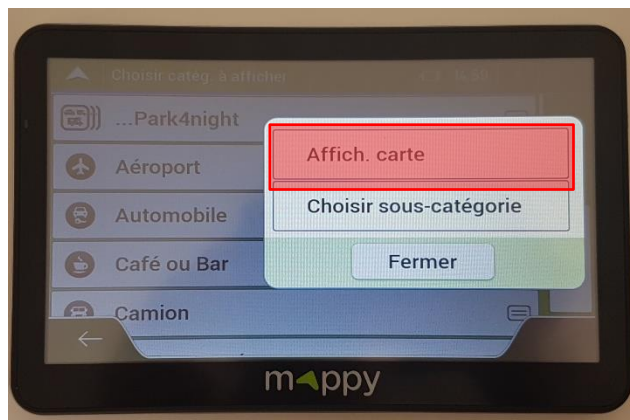 Choisir catég. à afficher
...Park4night
Aéroport
Automobile
Café ou Bar
Camion
Affich. carte
Choisir sous-catégorie
Fermer
mappy